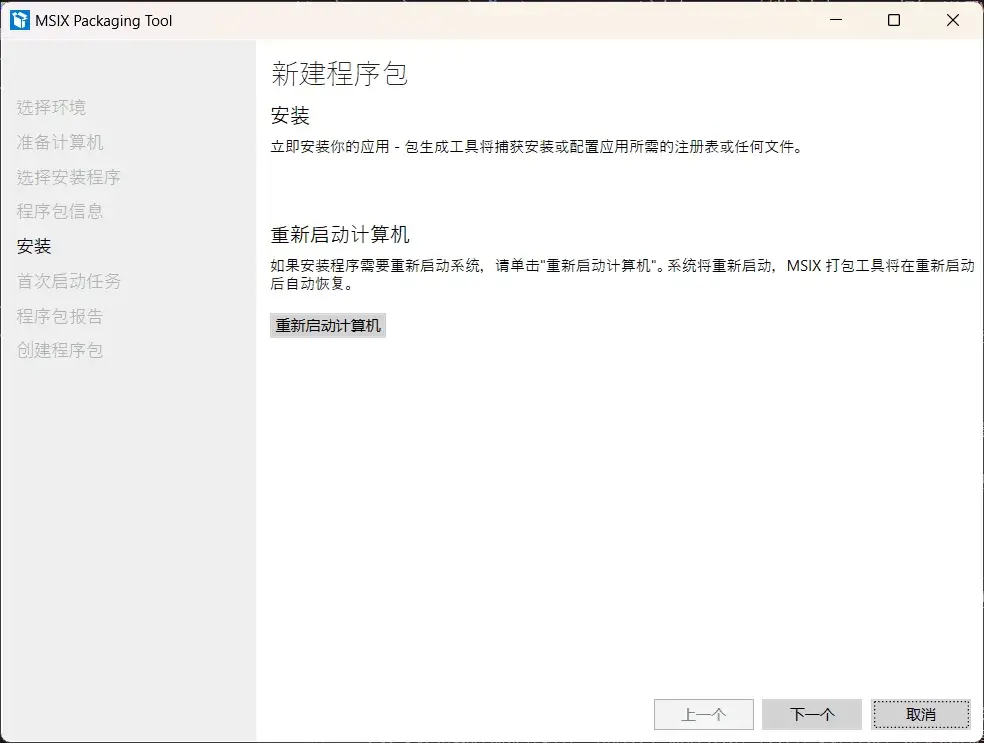 MSIX Packaging Tool
选择环境
准备计算机
选择安装程序
程序包信息
安装
首次启动任务
程序包报告
创建程序包
新建程序包
安装
立即安装你的应用 - 包生成工具将捕获安装或配置应用所需的注册表或任何文件。
重新启动计算机
如果安装程序需要重新启动系统，请单击"重新启动计算机"。系统将重新启动，MSIX 打包工具将在重新启动
后自动恢复。
重新启动计算机
上一个
下一个
取消